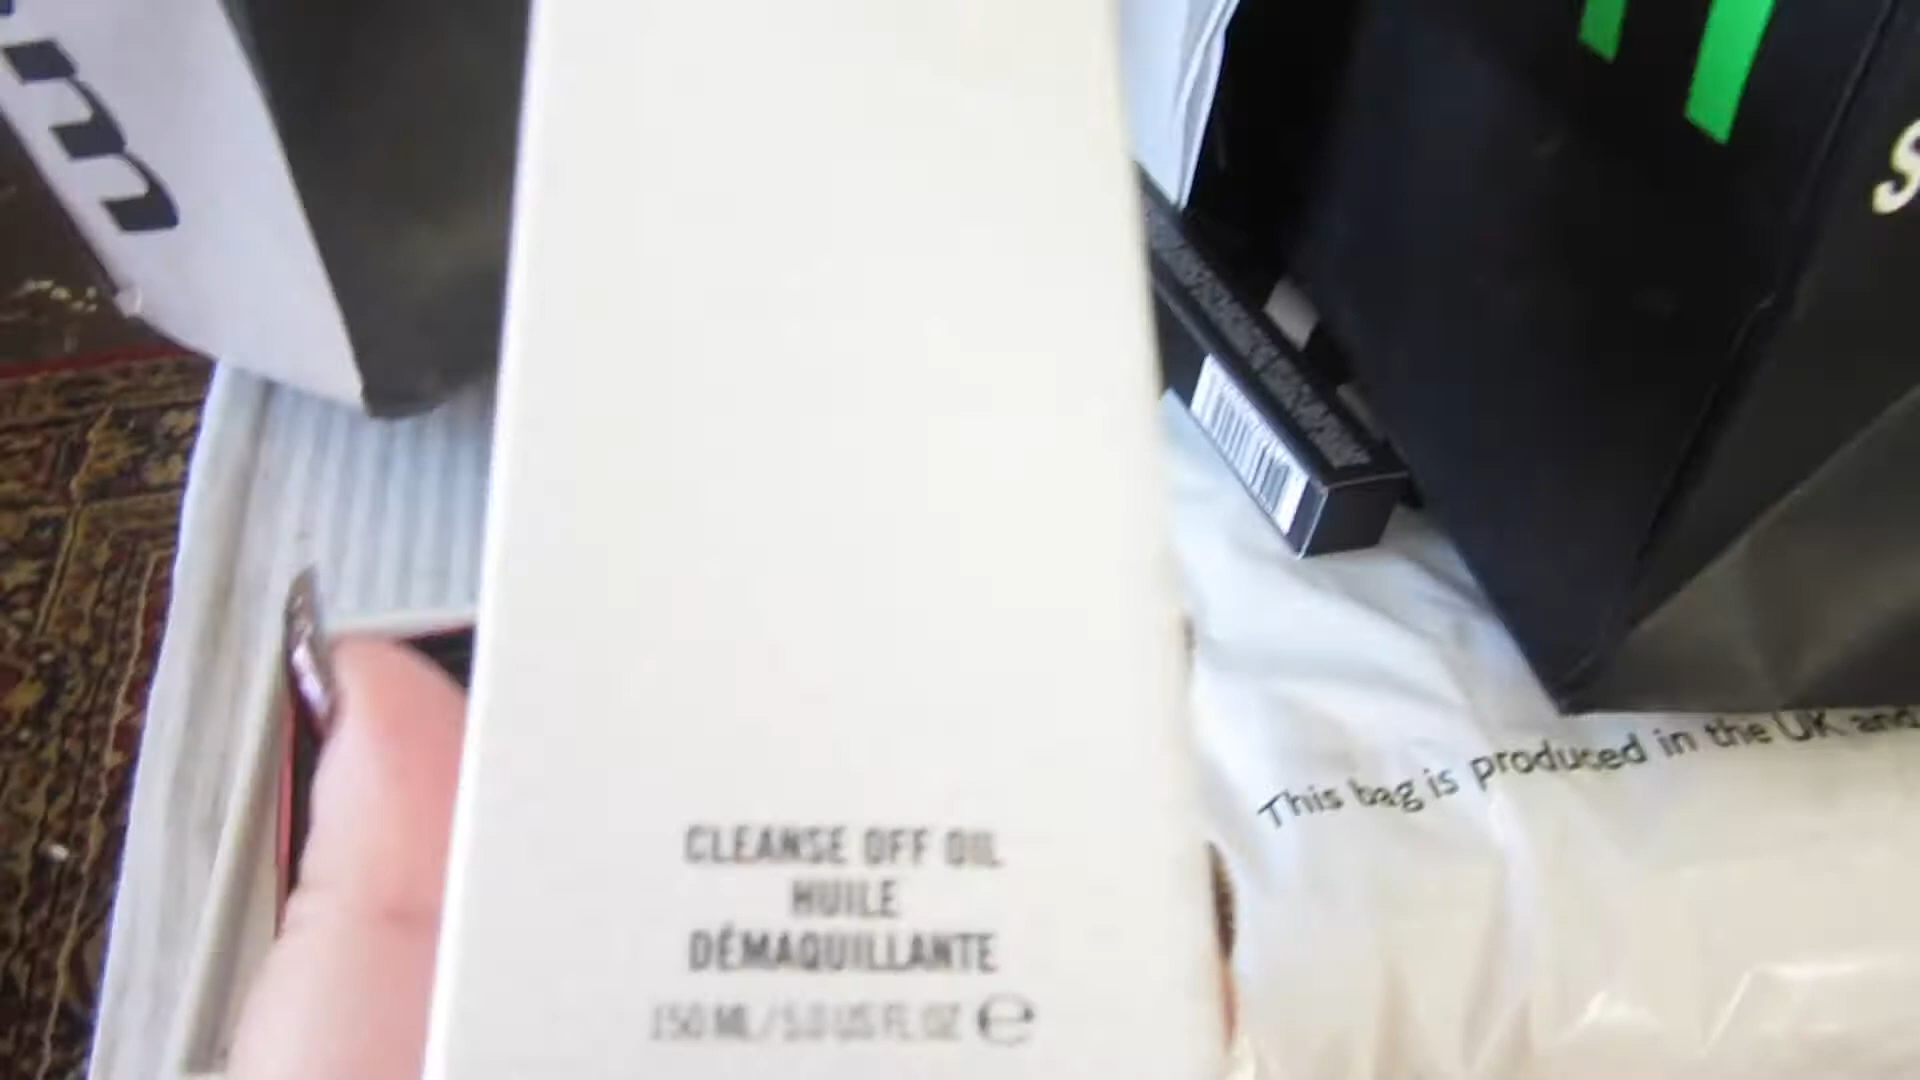 CLEANSE OFF OIL
HUILE
DÉMAQUILLANTE
150 ML/5.0 US FL OZ ℮
This bag is produced in the UK and